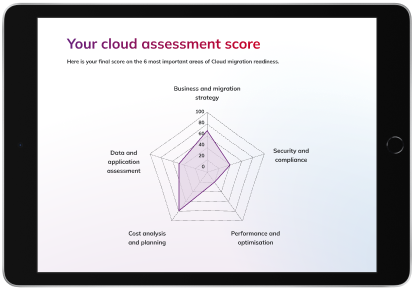 Your cloud assessment score
Here is your final score on the 6 most important areas of Cloud migration readiness.
Business and migration
strategy
100
80
60
40
20
0
Security and
compliance
Data and
application
assessment
Cost analysis
and planning
Performance and
optimisation